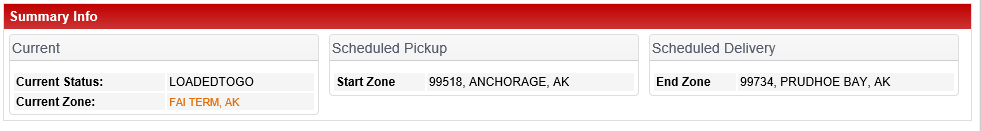 Summary Info
Current
Current Status: LOADEDTOGO
Current Zone: FAI TERM, AK
Scheduled Pickup
Start Zone 99518, ANCHORAGE, AK
Scheduled Delivery
End Zone 99734, PRUDHOE BAY, AK